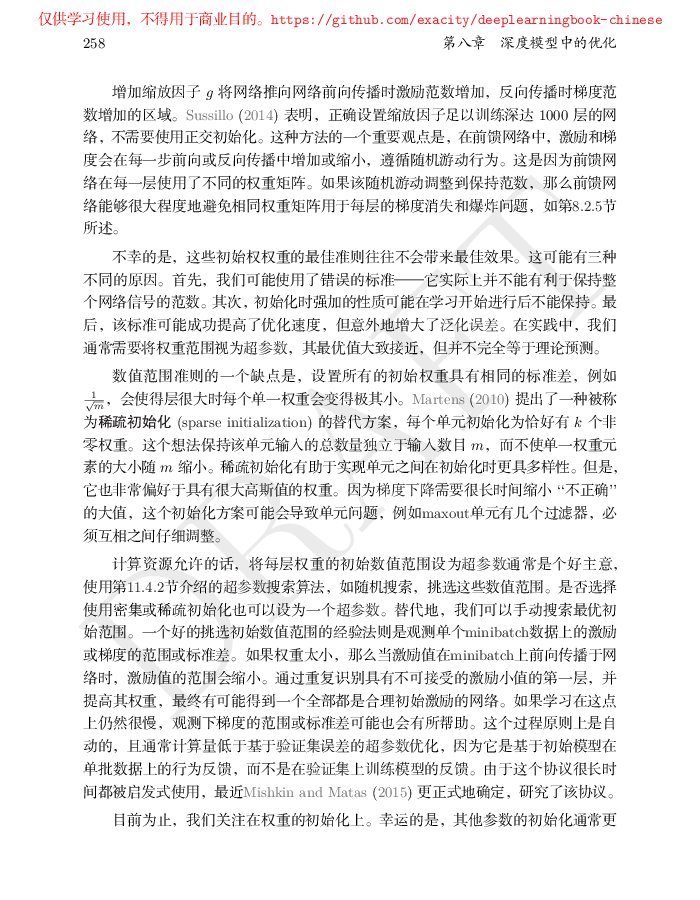 仅供学习使用，不得用于商业目的。https://github.com/exacity/deeplearningbook-chinese
258 第八章 深度模型中的优化
增加缩放因子 g 将网络推向网络前向传播时激励范数增加，反向传播时梯度范
数增加的区域。Sussillo (2014) 表明，正确设置缩放因子足以训练深达 1000 层的网
络，不需要使用正交初始化。这种方法的一个重要观点是，在前馈网络中，激励和梯
度会在每一步前向或反向传播中增加或缩小，遵循随机游动行为。这是因为前馈网
络在每一层使用了不同的权重矩阵。如果该随机游动调整到保持范数，那么前馈网
络能够很大程度地避免相同权重矩阵用于每层的梯度消失和爆炸问题，如第8.2.5节
所述。
不幸的是，这些初始权权重的最佳准则往往不会带来最佳效果。这可能有三种
不同的原因。首先，我们可能使用了错误的标准——它实际上并不能有利于保持整
个网络信号的范数。其次，初始化时强加的性质可能在学习开始进行后不能保持。最
后，该标准可能成功提高了优化速度，但意外地增大了泛化误差。在实践中，我们
通常需要将权重范围视为超参数，其最优值大致接近，但并不完全等于理论预测。
数值范围准则的一个缺点是，设置所有的初始权重具有相同的标准差，例如
1/√m，会使得层很大时每个单一权重会变得极其小。Martens (2010) 提出了一种被称
为稀疏初始化 (sparse initialization) 的替代方案，每个单元初始化为恰好有 k 个非
零权重。这个想法保持该单元输入的总数量独立于输入数目 m，而不使单一权重元
素的大小随 m 缩小。稀疏初始化有助于实现单元之间在初始化时更具多样性。但是，
它也非常偏好于具有很大高斯值的权重。因为梯度下降需要很长时间缩小 “不正确”
的大值，这个初始化方案可能会导致单元问题，例如maxout单元有几个过滤器，必
须互相之间仔细调整。
计算资源允许的话，将每层权重的初始数值范围设为超参数通常是个好主意，
使用第11.4.2节介绍的超参数搜索算法，如随机搜索，挑选这些数值范围。是否选择
使用密集或稀疏初始化也可以设为一个超参数。替代地，我们可以手动搜索最优初
始范围。一个好的挑选初始数值范围的经验法则是观测单个minibatch数据上的激励
或梯度的范围或标准差。如果权重太小，那么当激励值在minibatch上前向传播于网
络时，激励值的范围会缩小。通过重复识别具有不可接受的激励小值的第一层，并
提高其权重，最终有可能得到一个全部都是合理初始激励的网络。如果学习在这点
上仍然很慢，观测下梯度的范围或标准差可能也会有所帮助。这个过程原则上是自
动的，且通常计算量低于基于验证集误差的超参数优化，因为它是基于初始模型在
单批数据上的行为反馈，而不是在验证集上训练模型的反馈。由于这个协议很长时
间都被启发式使用，最近Mishkin and Matas (2015) 更正式地确定，研究了该协议。
目前为止，我们关注在权重的初始化上。幸运的是，其他参数的初始化通常更
DRAFT